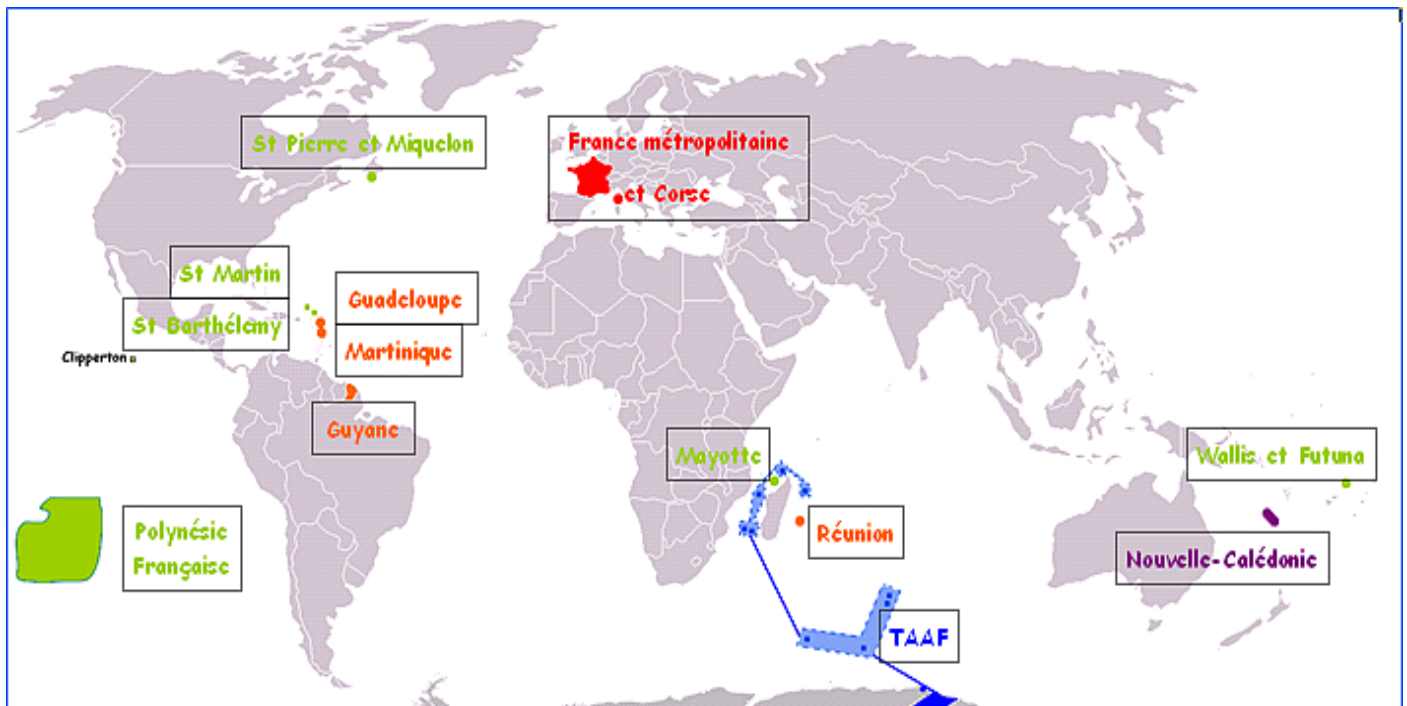 St Pierre et Miquelon
France métropolitaine
et Corse
St Martin
Guadeloupe
St Barthélemy
Martinique
Clipperton
Guyane
Mayotte
Wallis et Futuna
Polynésie
Française
Réunion
Nouvelle-Calédonie
TAAF